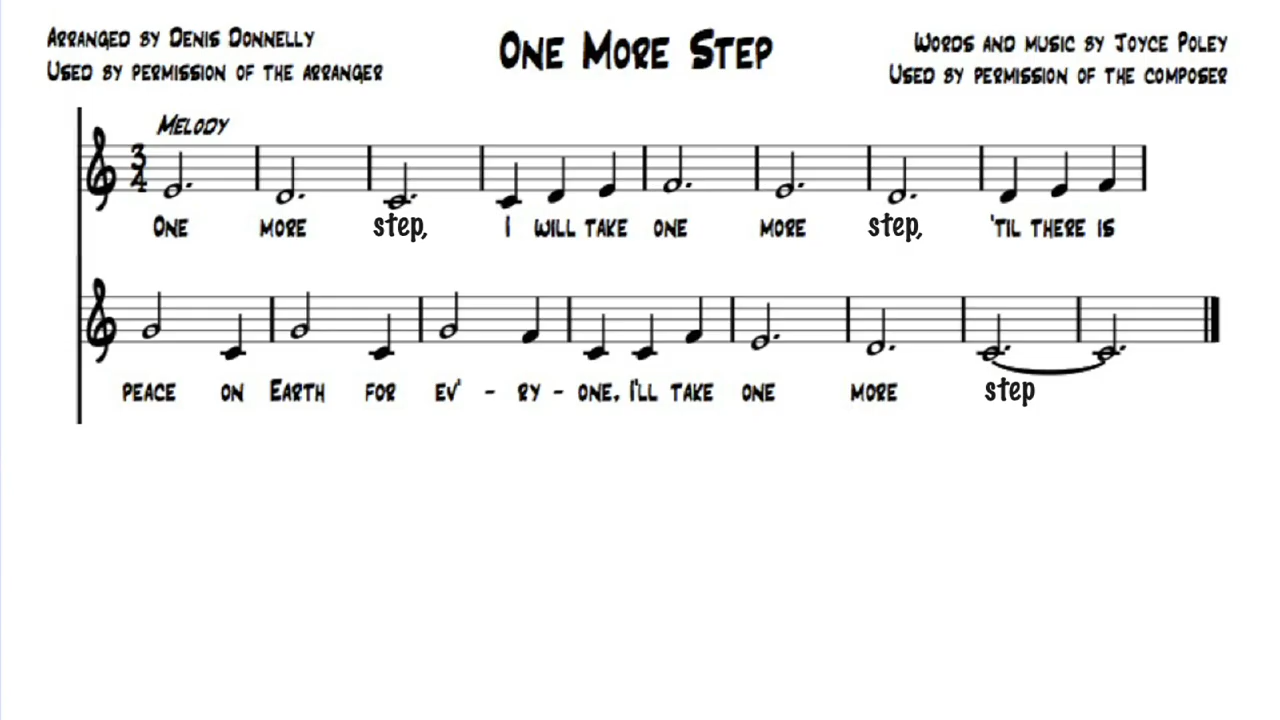 Arranged by Denis Donnelly
Used by permission of the arranger
One More Step
Words and music by Joyce Poley
Used by permission of the composer
Melody
3
4
One more step, I will take one more step, 'til there is
peace on Earth for ev' - ry - one. I'll take one more step